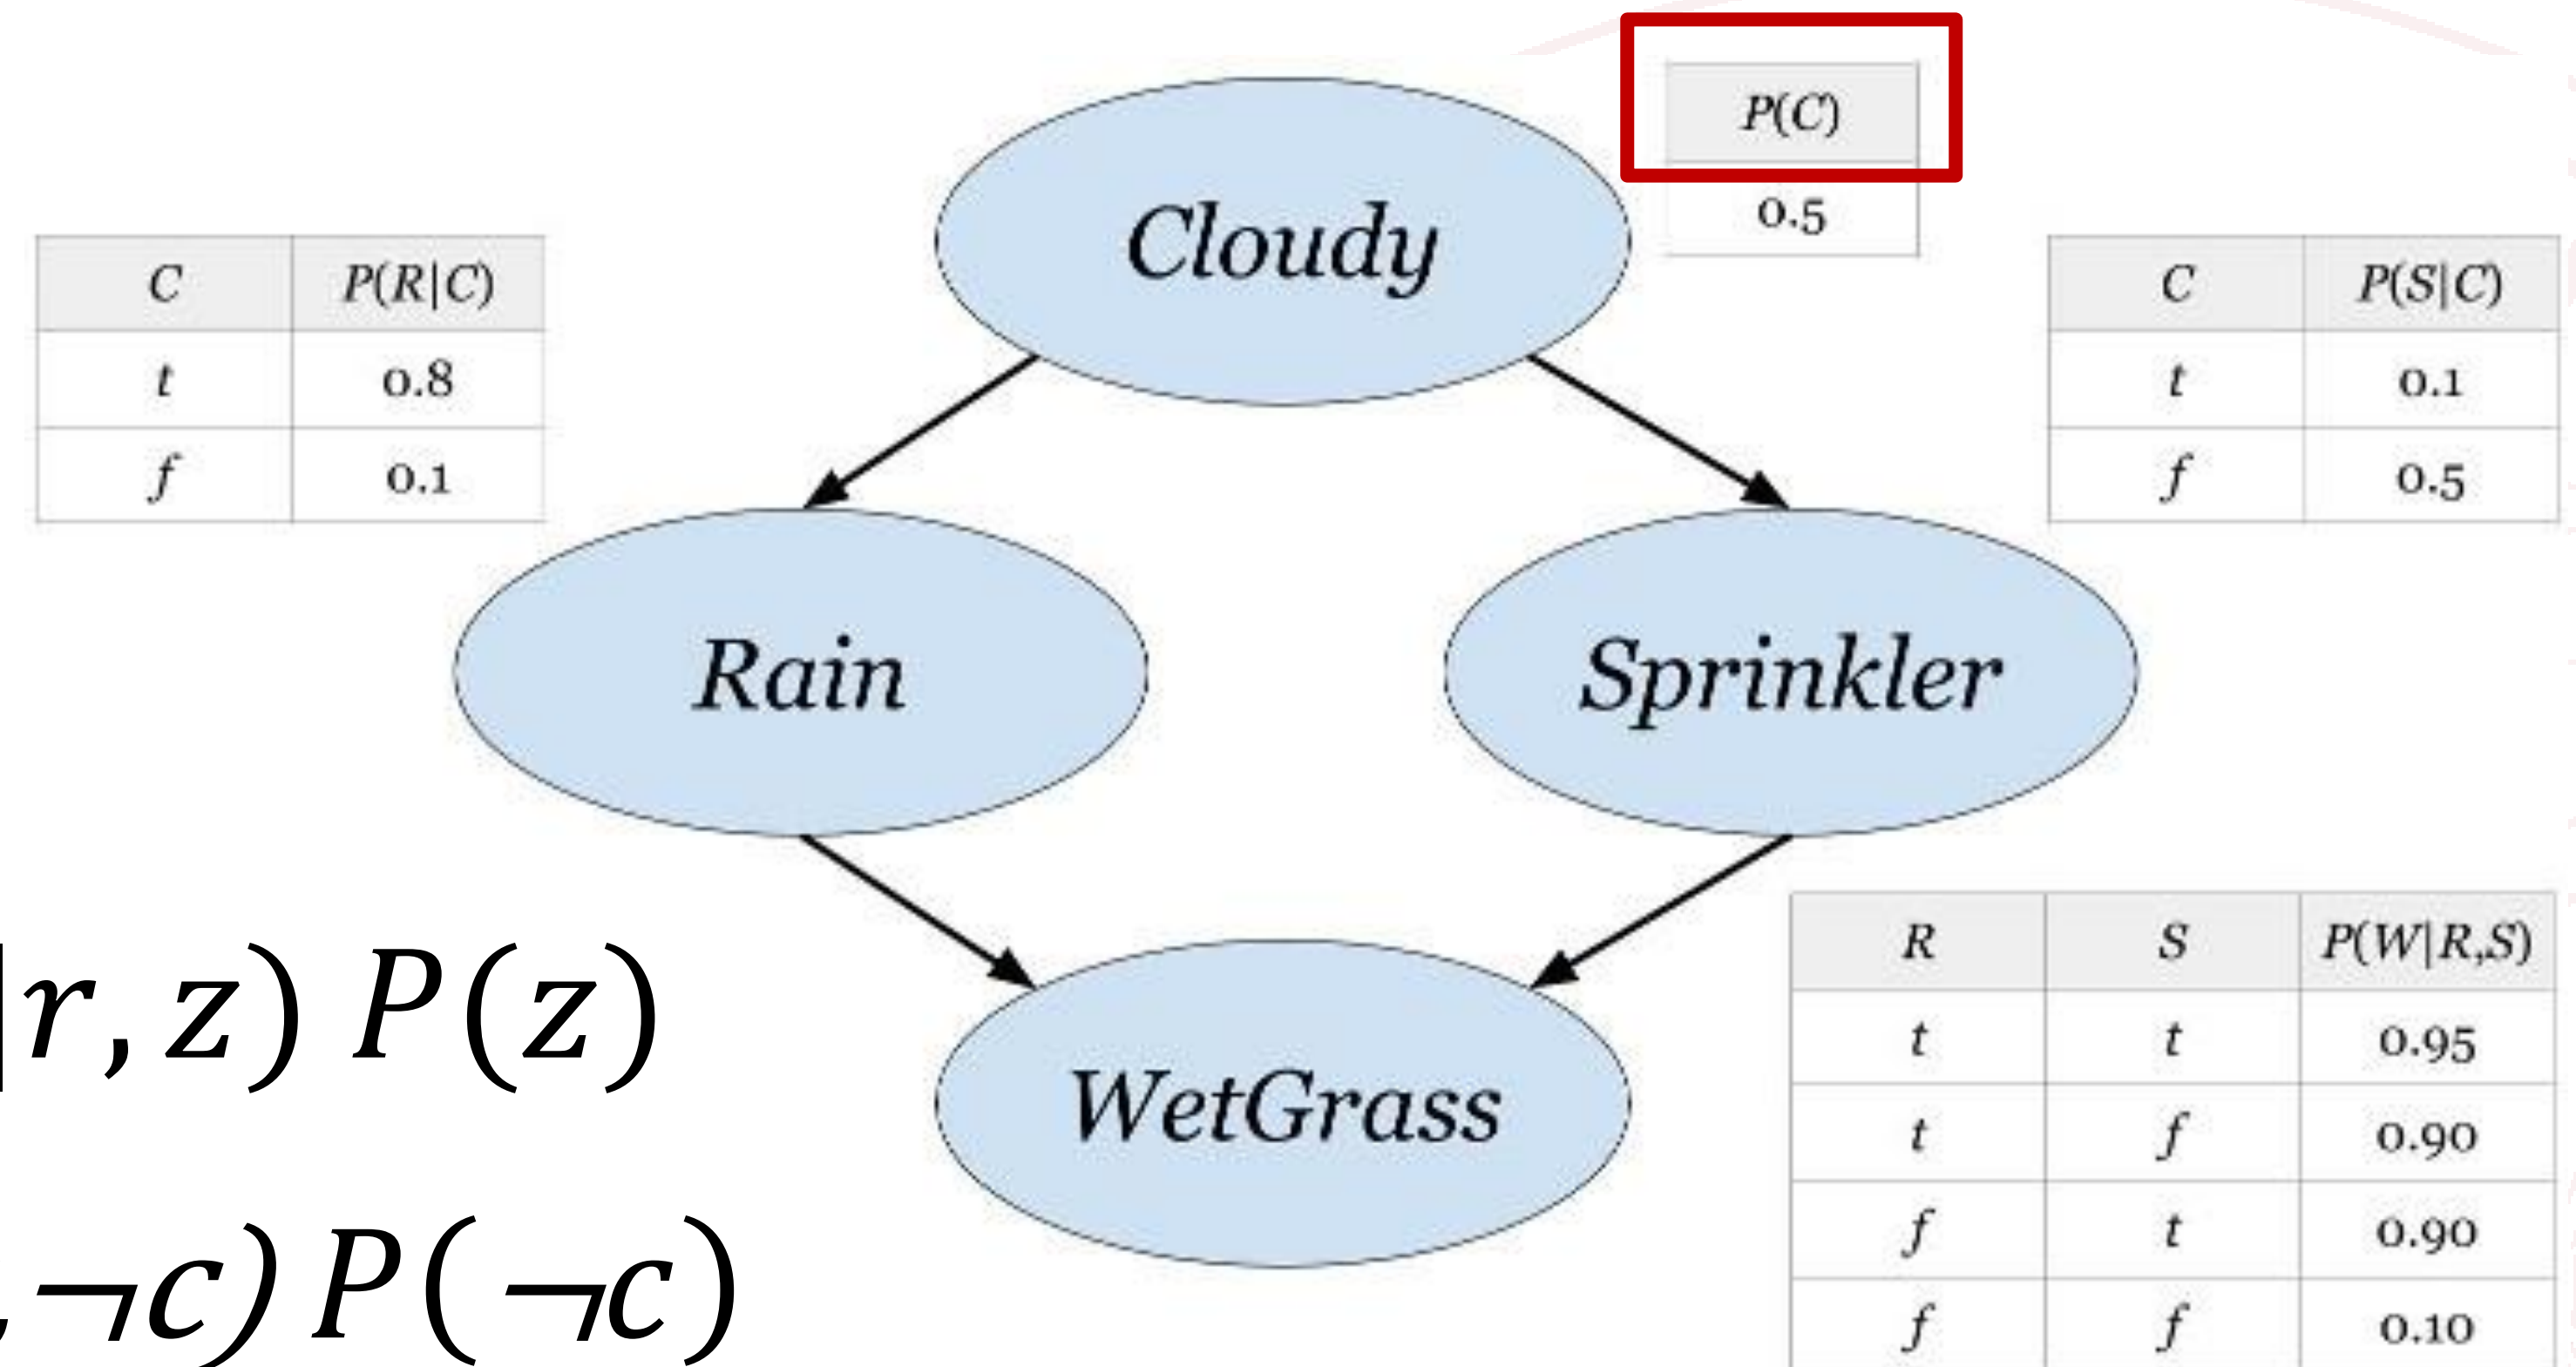 P(C)
0.5
Cloudy
C P(R|C)
t 0.8
f 0.1
C P(S|C)
t 0.1
f 0.5
Rain
Sprinkler
WetGrass
R S P(W|R,S)
t t 0.95
t f 0.90
f t 0.90
f f 0.10
|r, z) P(z)
, ¬c) P(¬c)